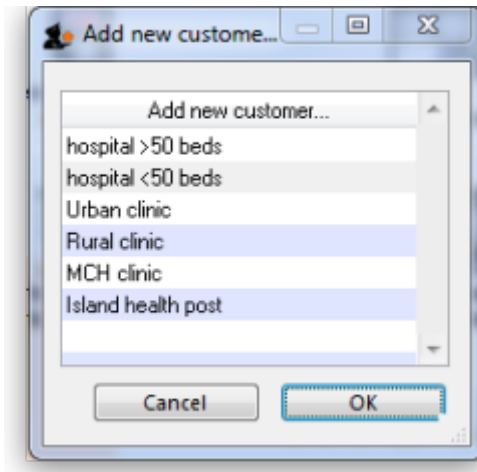 Add new custome...
Add new customer...
hospital >50 beds
hospital <50 beds
Urban clinic
Rural clinic
MCH clinic
Island health post
Cancel
OK